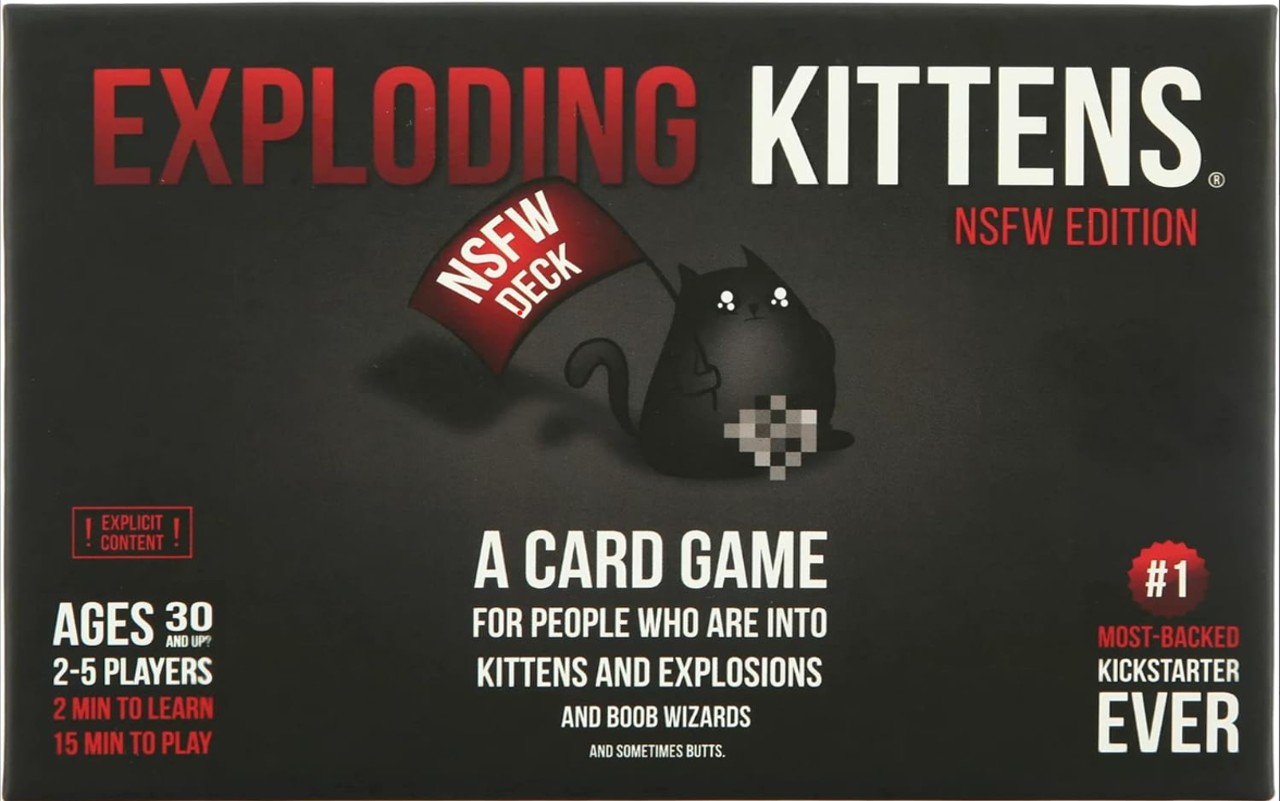 EXPLODING KITTENS®
NSFW EDITION
NSFW
DECK
! EXPLICIT CONTENT !
AGES 30 AND UP?
2-5 PLAYERS
2 MIN TO LEARN
15 MIN TO PLAY
A CARD GAME
FOR PEOPLE WHO ARE INTO
KITTENS AND EXPLOSIONS
AND BOOB WIZARDS
AND SOMETIMES BUTTS.
#1
MOST-BACKED
KICKSTARTER
EVER